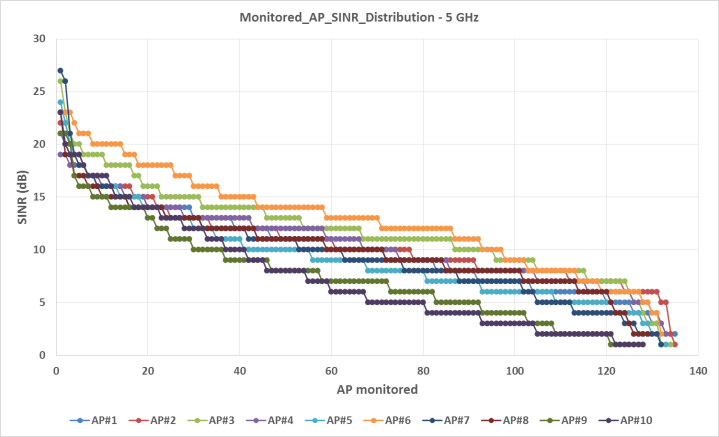 Monitored_AP_SINR_Distribution - 5 GHz
30
25
20
15
10
5
0
SINR (dB)
0 20 40 60 80 100 120 140
AP monitored
AP#1 AP#2 AP#3 AP#4 AP#5 AP#6 AP#7 AP#8 AP#9 AP#10